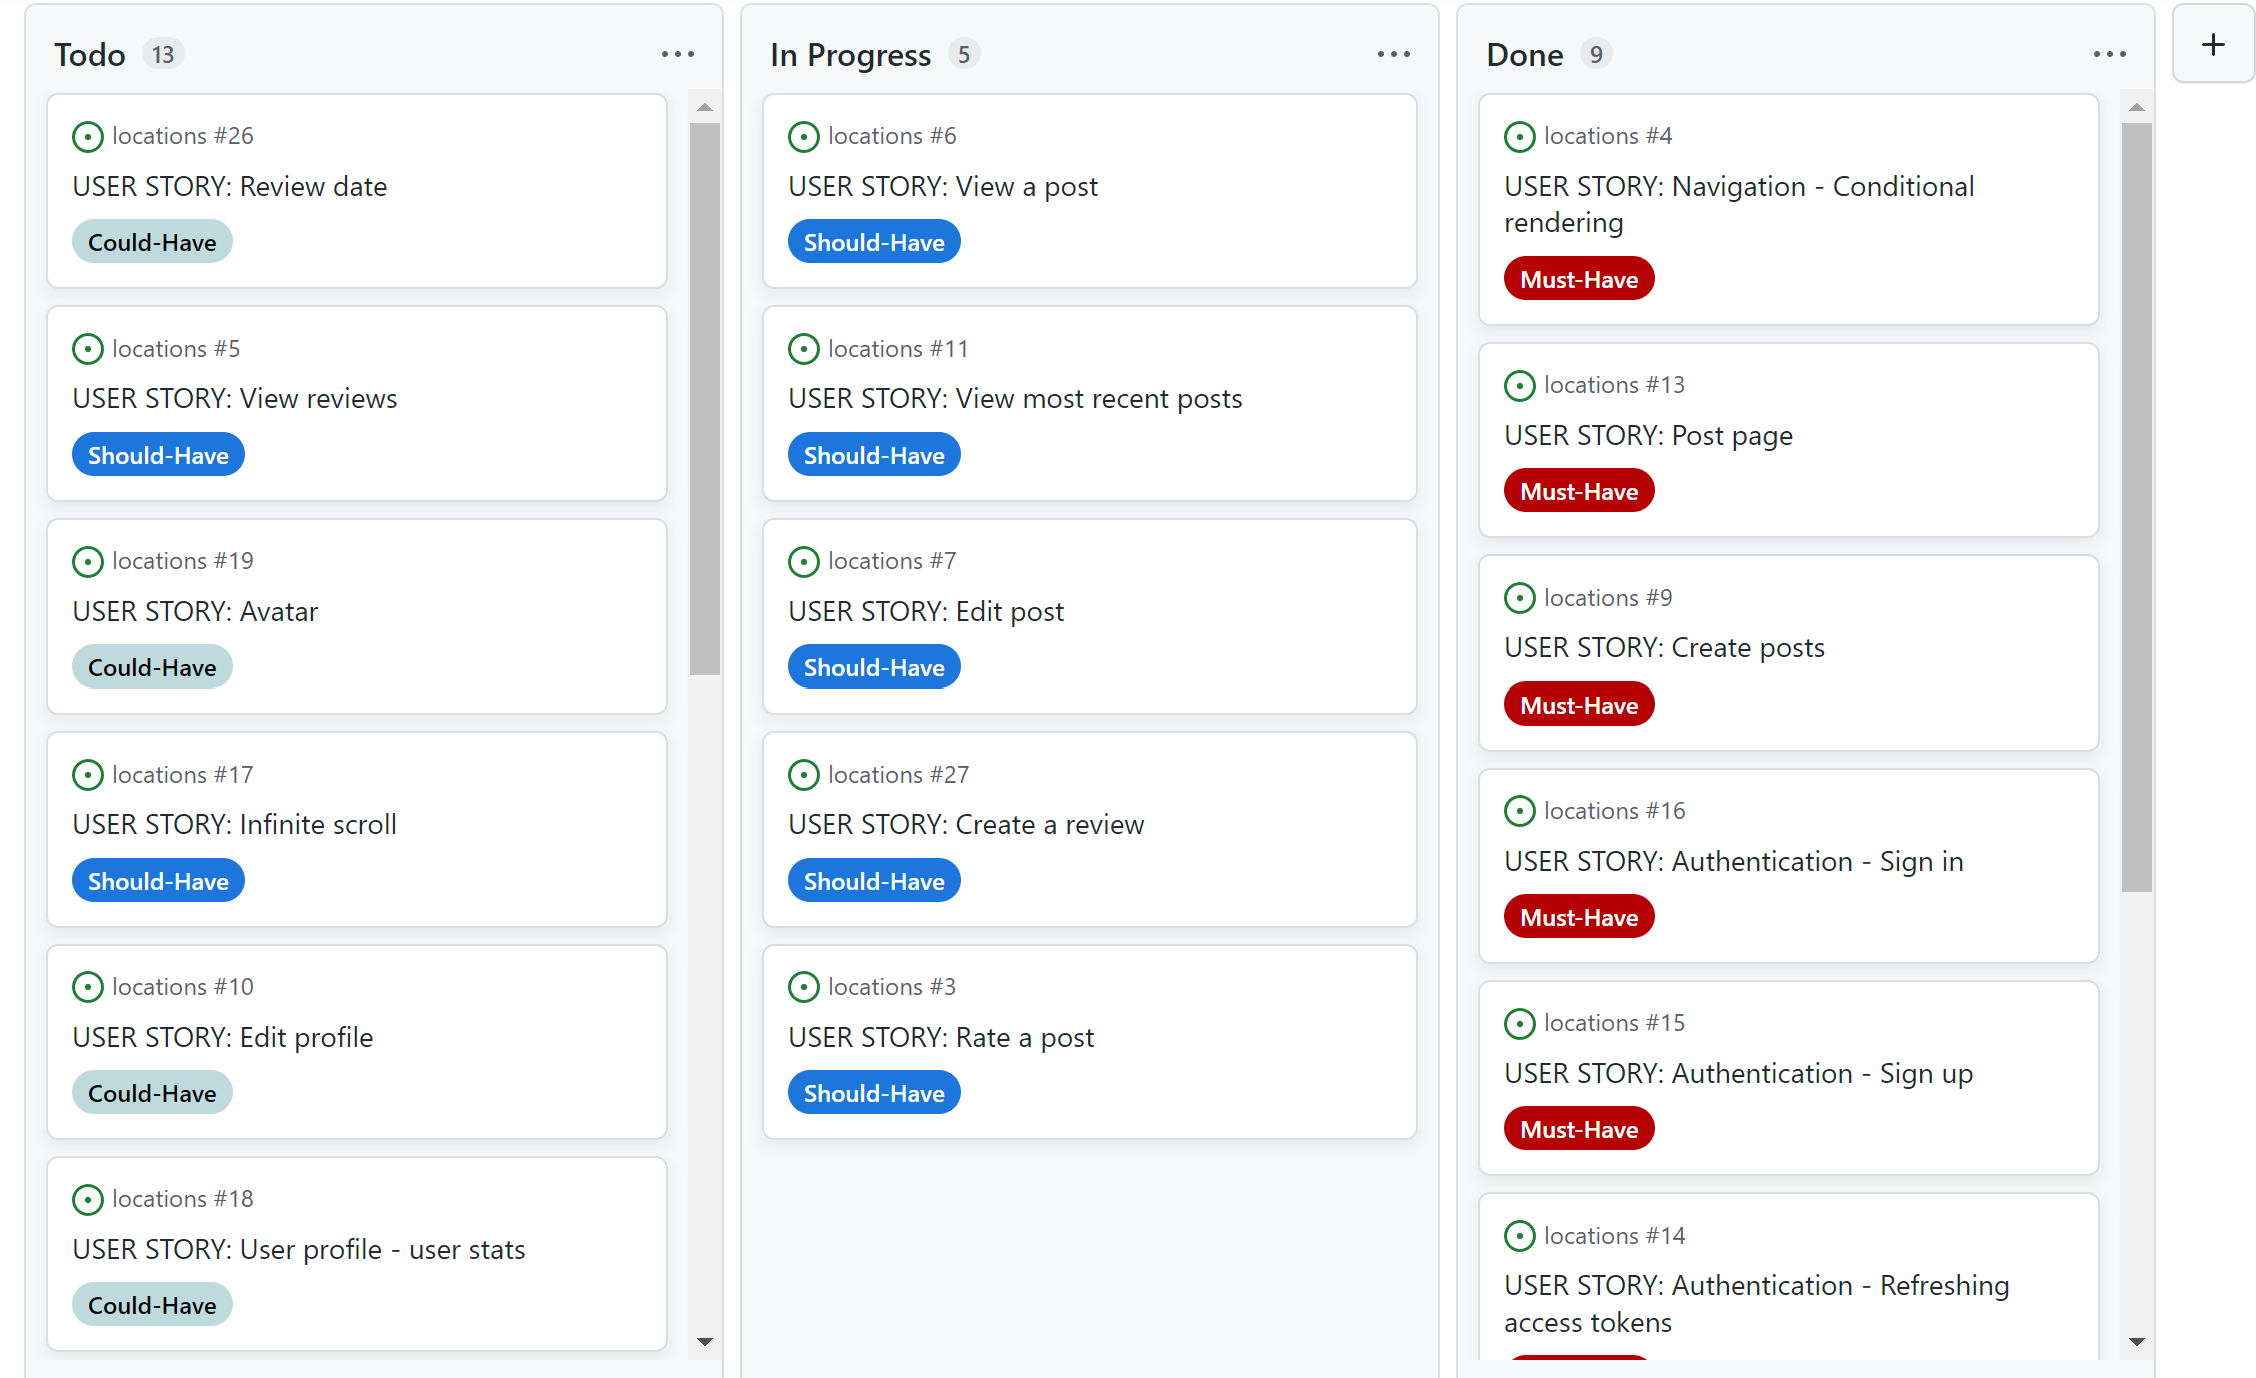 Todo 13
locations #26
USER STORY: Review date
Could-Have
locations #5
USER STORY: View reviews
Should-Have
locations #19
USER STORY: Avatar
Could-Have
locations #17
USER STORY: Infinite scroll
Should-Have
locations #10
USER STORY: Edit profile
Could-Have
locations #18
USER STORY: User profile - user stats
Could-Have
In Progress 5
locations #6
USER STORY: View a post
Should-Have
locations #11
USER STORY: View most recent posts
Should-Have
locations #7
USER STORY: Edit post
Should-Have
locations #27
USER STORY: Create a review
Should-Have
locations #3
USER STORY: Rate a post
Should-Have
Done 9
locations #4
USER STORY: Navigation - Conditional
rendering
Must-Have
locations #13
USER STORY: Post page
Must-Have
locations #9
USER STORY: Create posts
Must-Have
locations #16
USER STORY: Authentication - Sign in
Must-Have
locations #15
USER STORY: Authentication - Sign up
Must-Have
locations #14
USER STORY: Authentication - Refreshing
access tokens